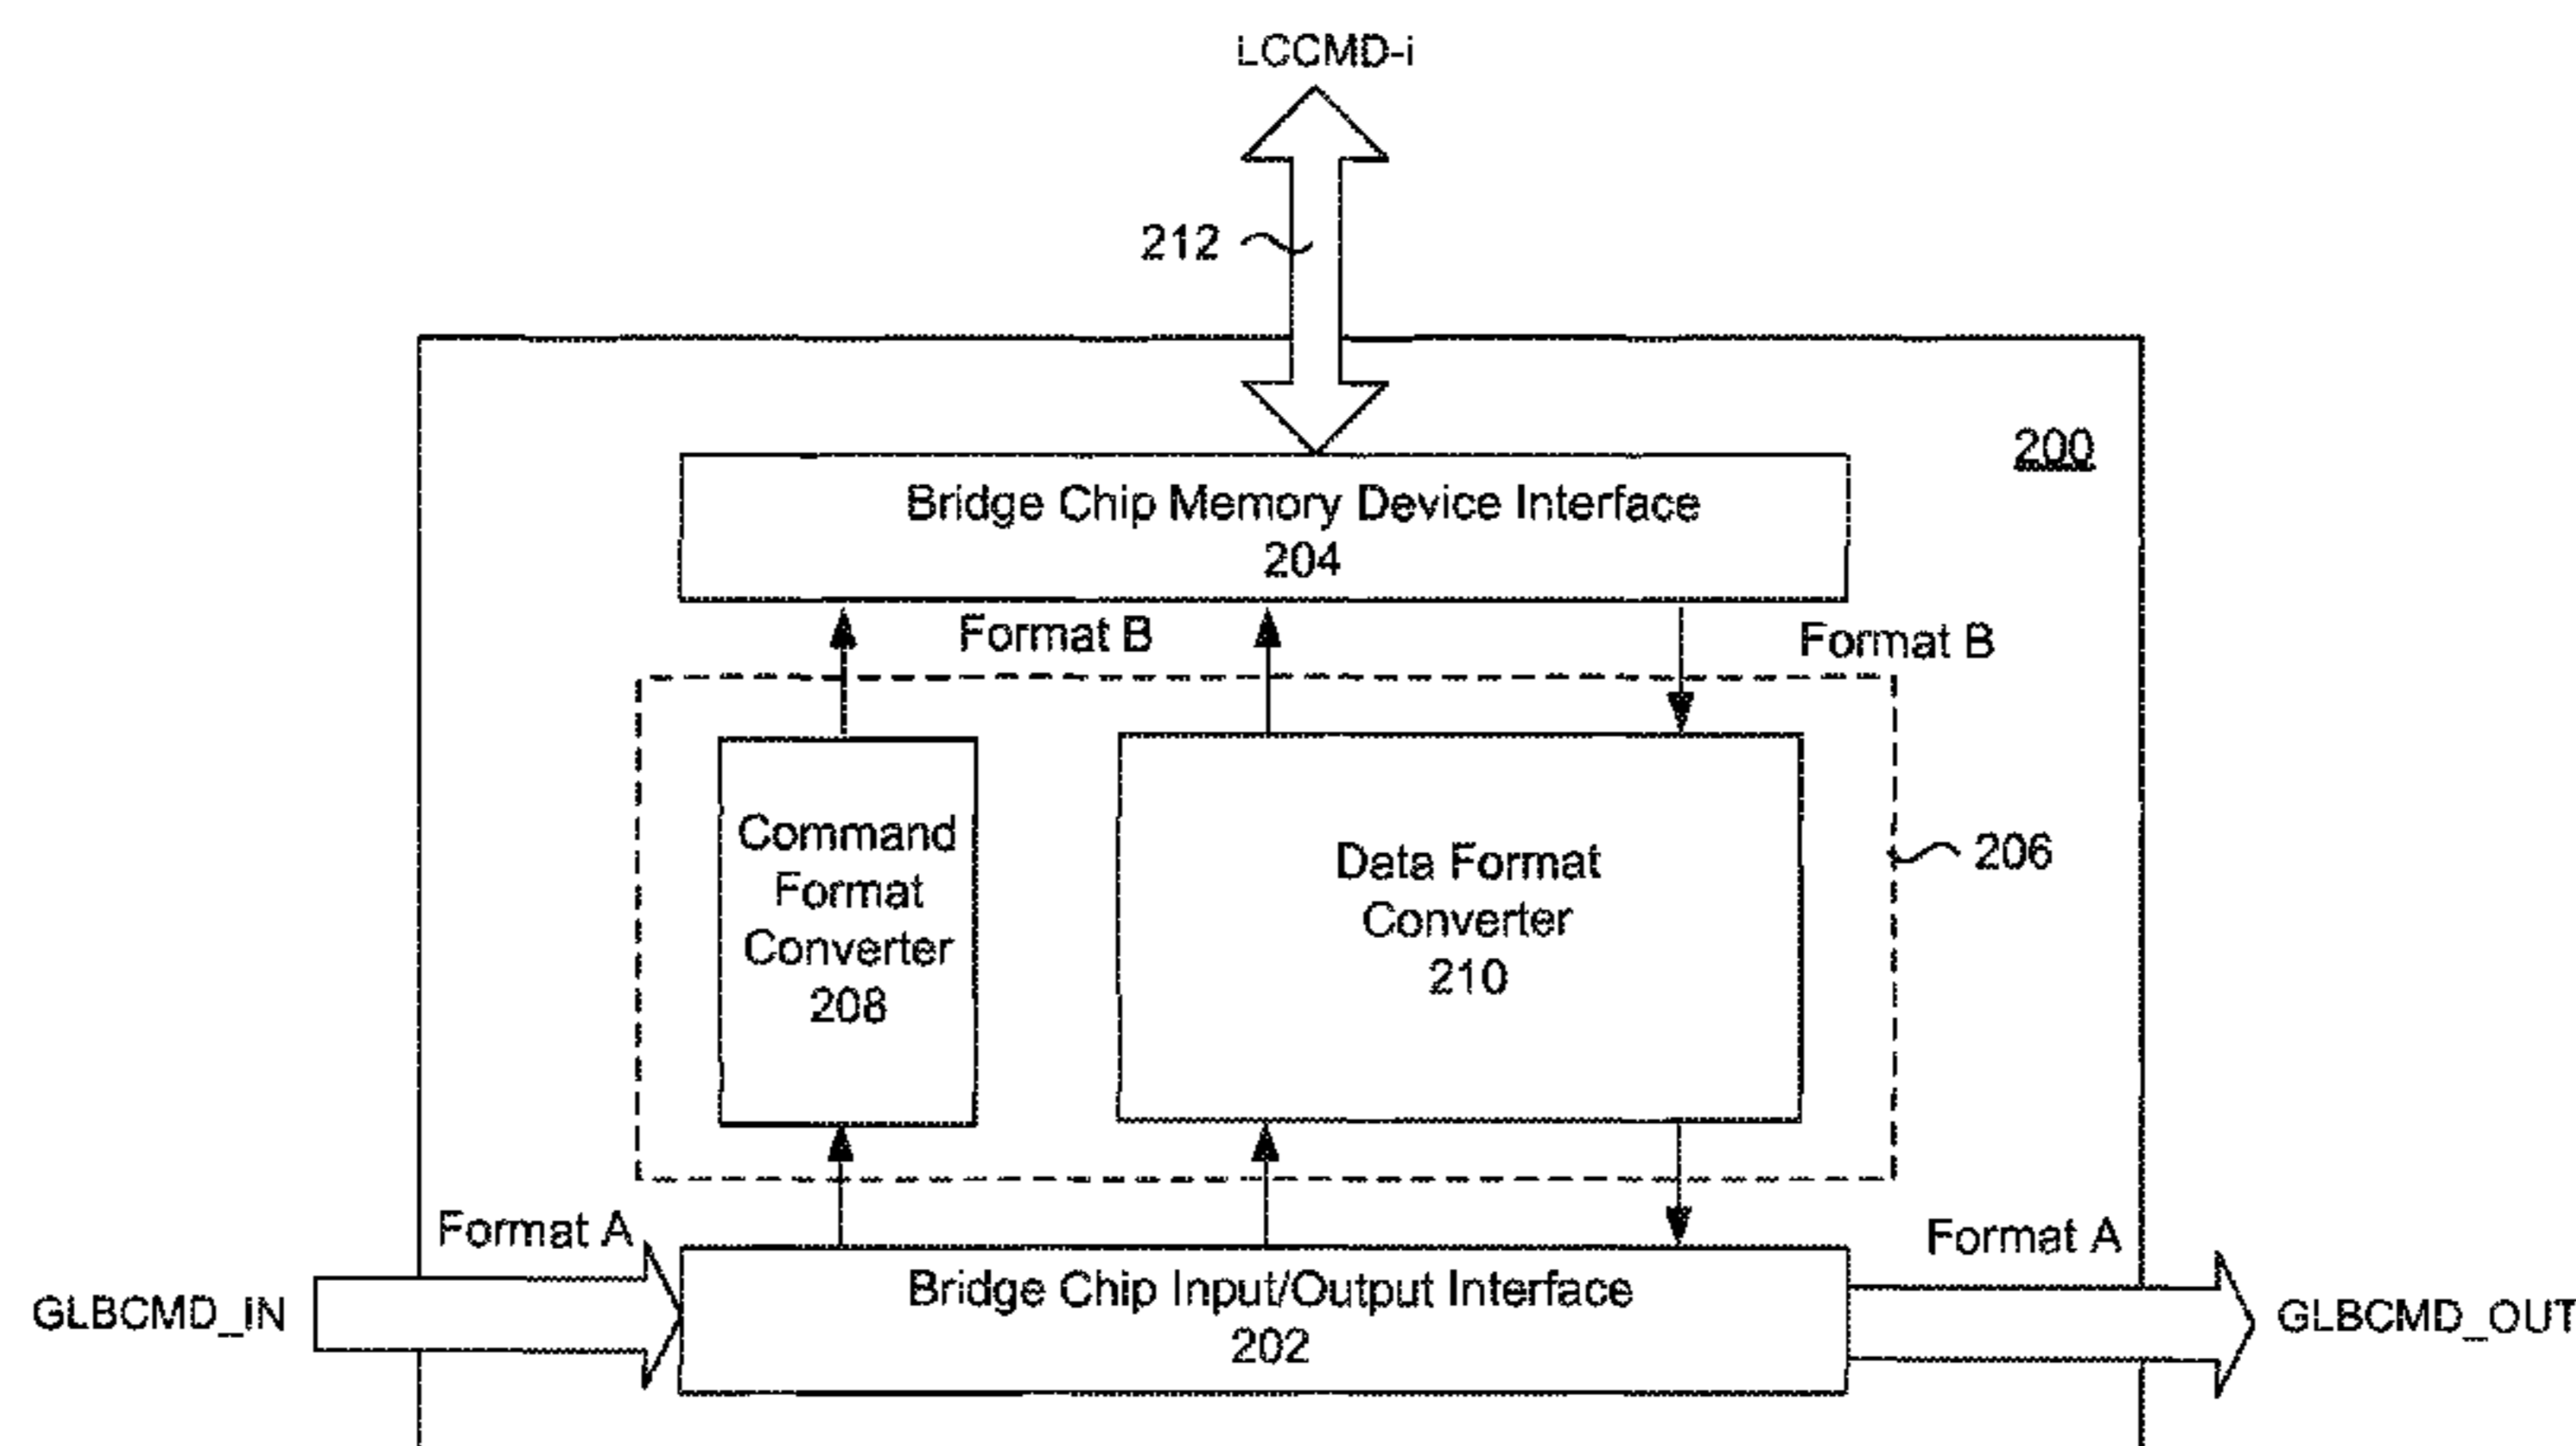 LCCMD-i
212
200
Bridge Chip Memory Device Interface
204
Format B
Format B
Command
Format
Converter
208
Data Format
Converter
210
206
Format A
Format A
GLBCMD_IN
Bridge Chip Input/Output Interface
202
GLBCMD_OUT